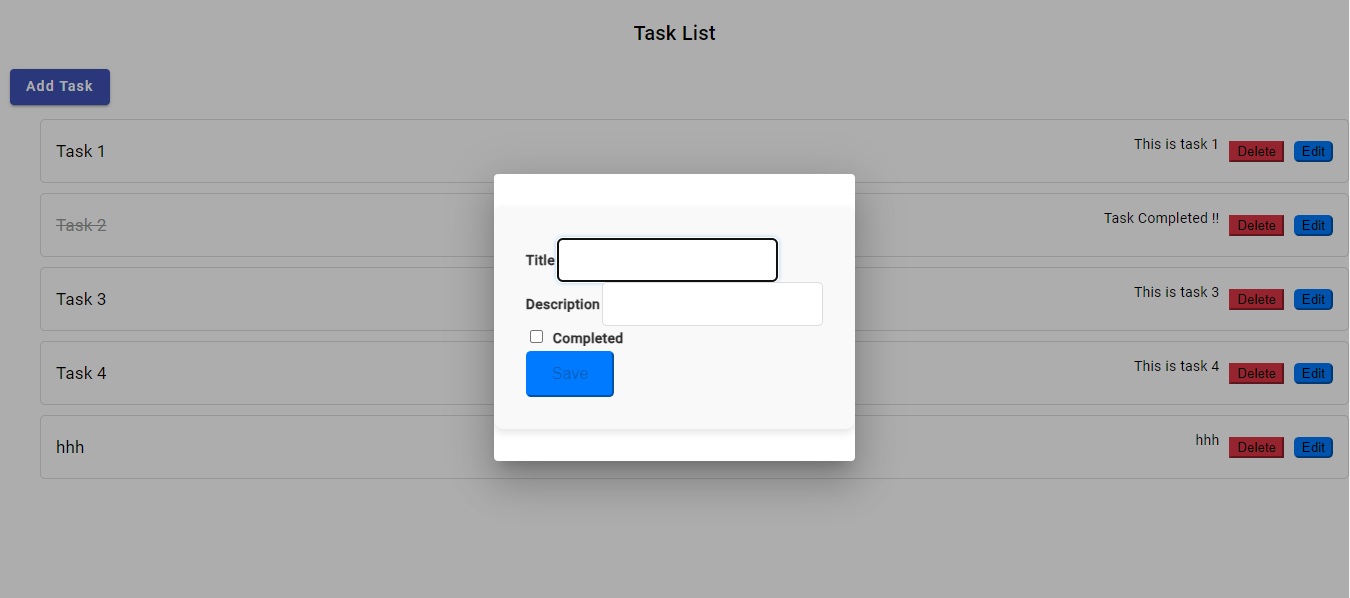 Task List
Add Task
Task 1 This is task 1 Delete Edit
Task 2 Task Completed !! Delete Edit
Task 3 This is task 3 Delete Edit
Task 4 This is task 4 Delete Edit
hhh hhh Delete Edit
Title
Description
Completed
Save